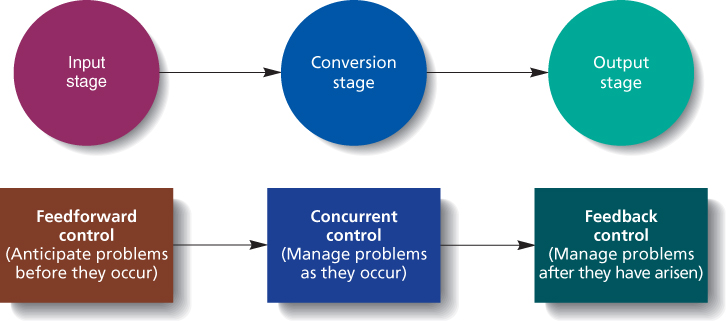 Input
stage
Conversion
stage
Output
stage
Feedforward
control
(Anticipate problems
before they occur)
Concurrent
control
(Manage problems
as they occur)
Feedback
control
(Manage problems
after they have arisen)